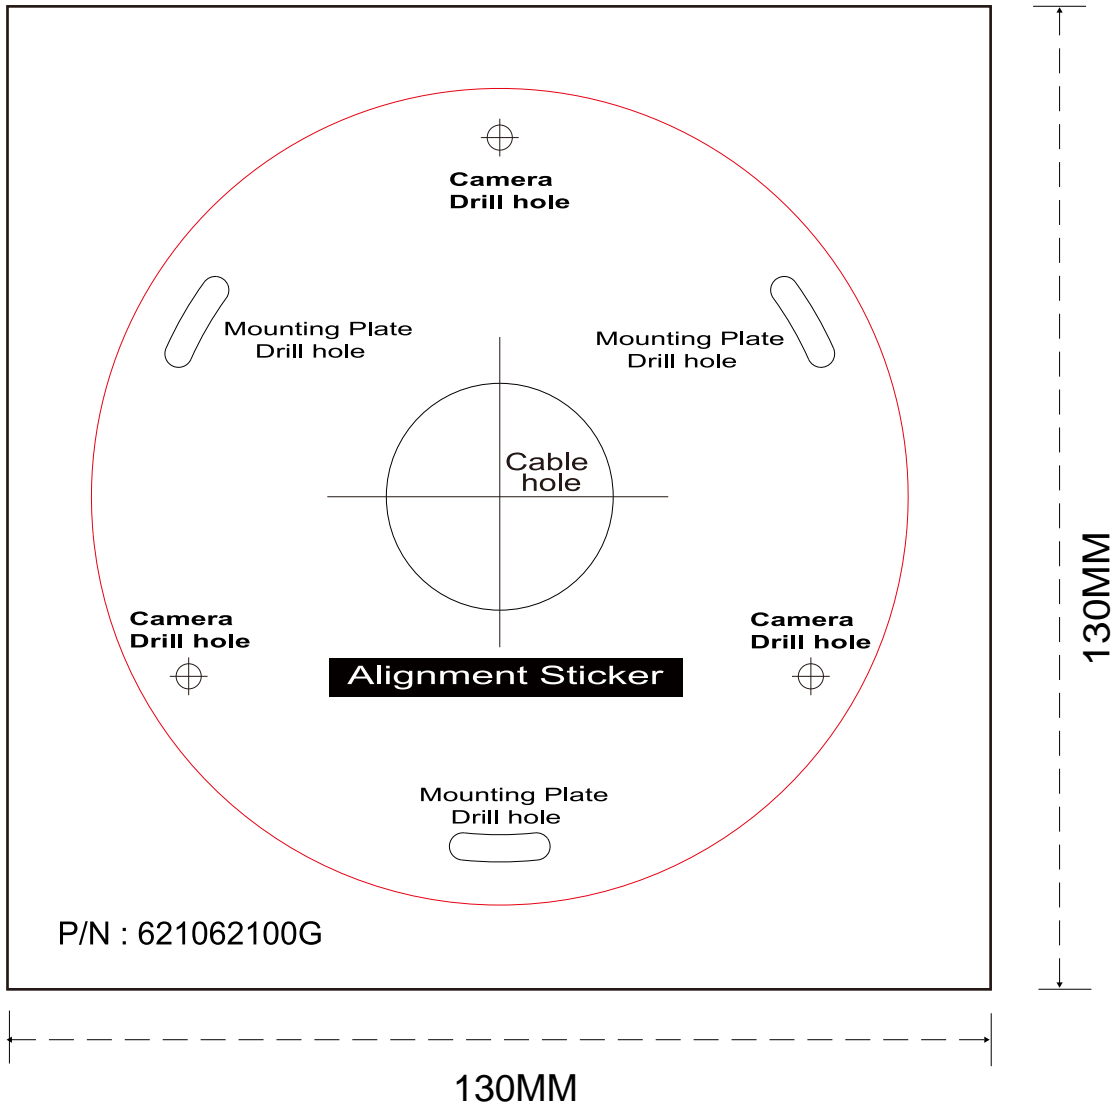 Camera
Drill hole
Mounting Plate
Drill hole
Mounting Plate
Drill hole
Cable
hole
Camera
Drill hole
Camera
Drill hole
Alignment Sticker
Mounting Plate
Drill hole
P/N : 621062100G
130MM
130MM